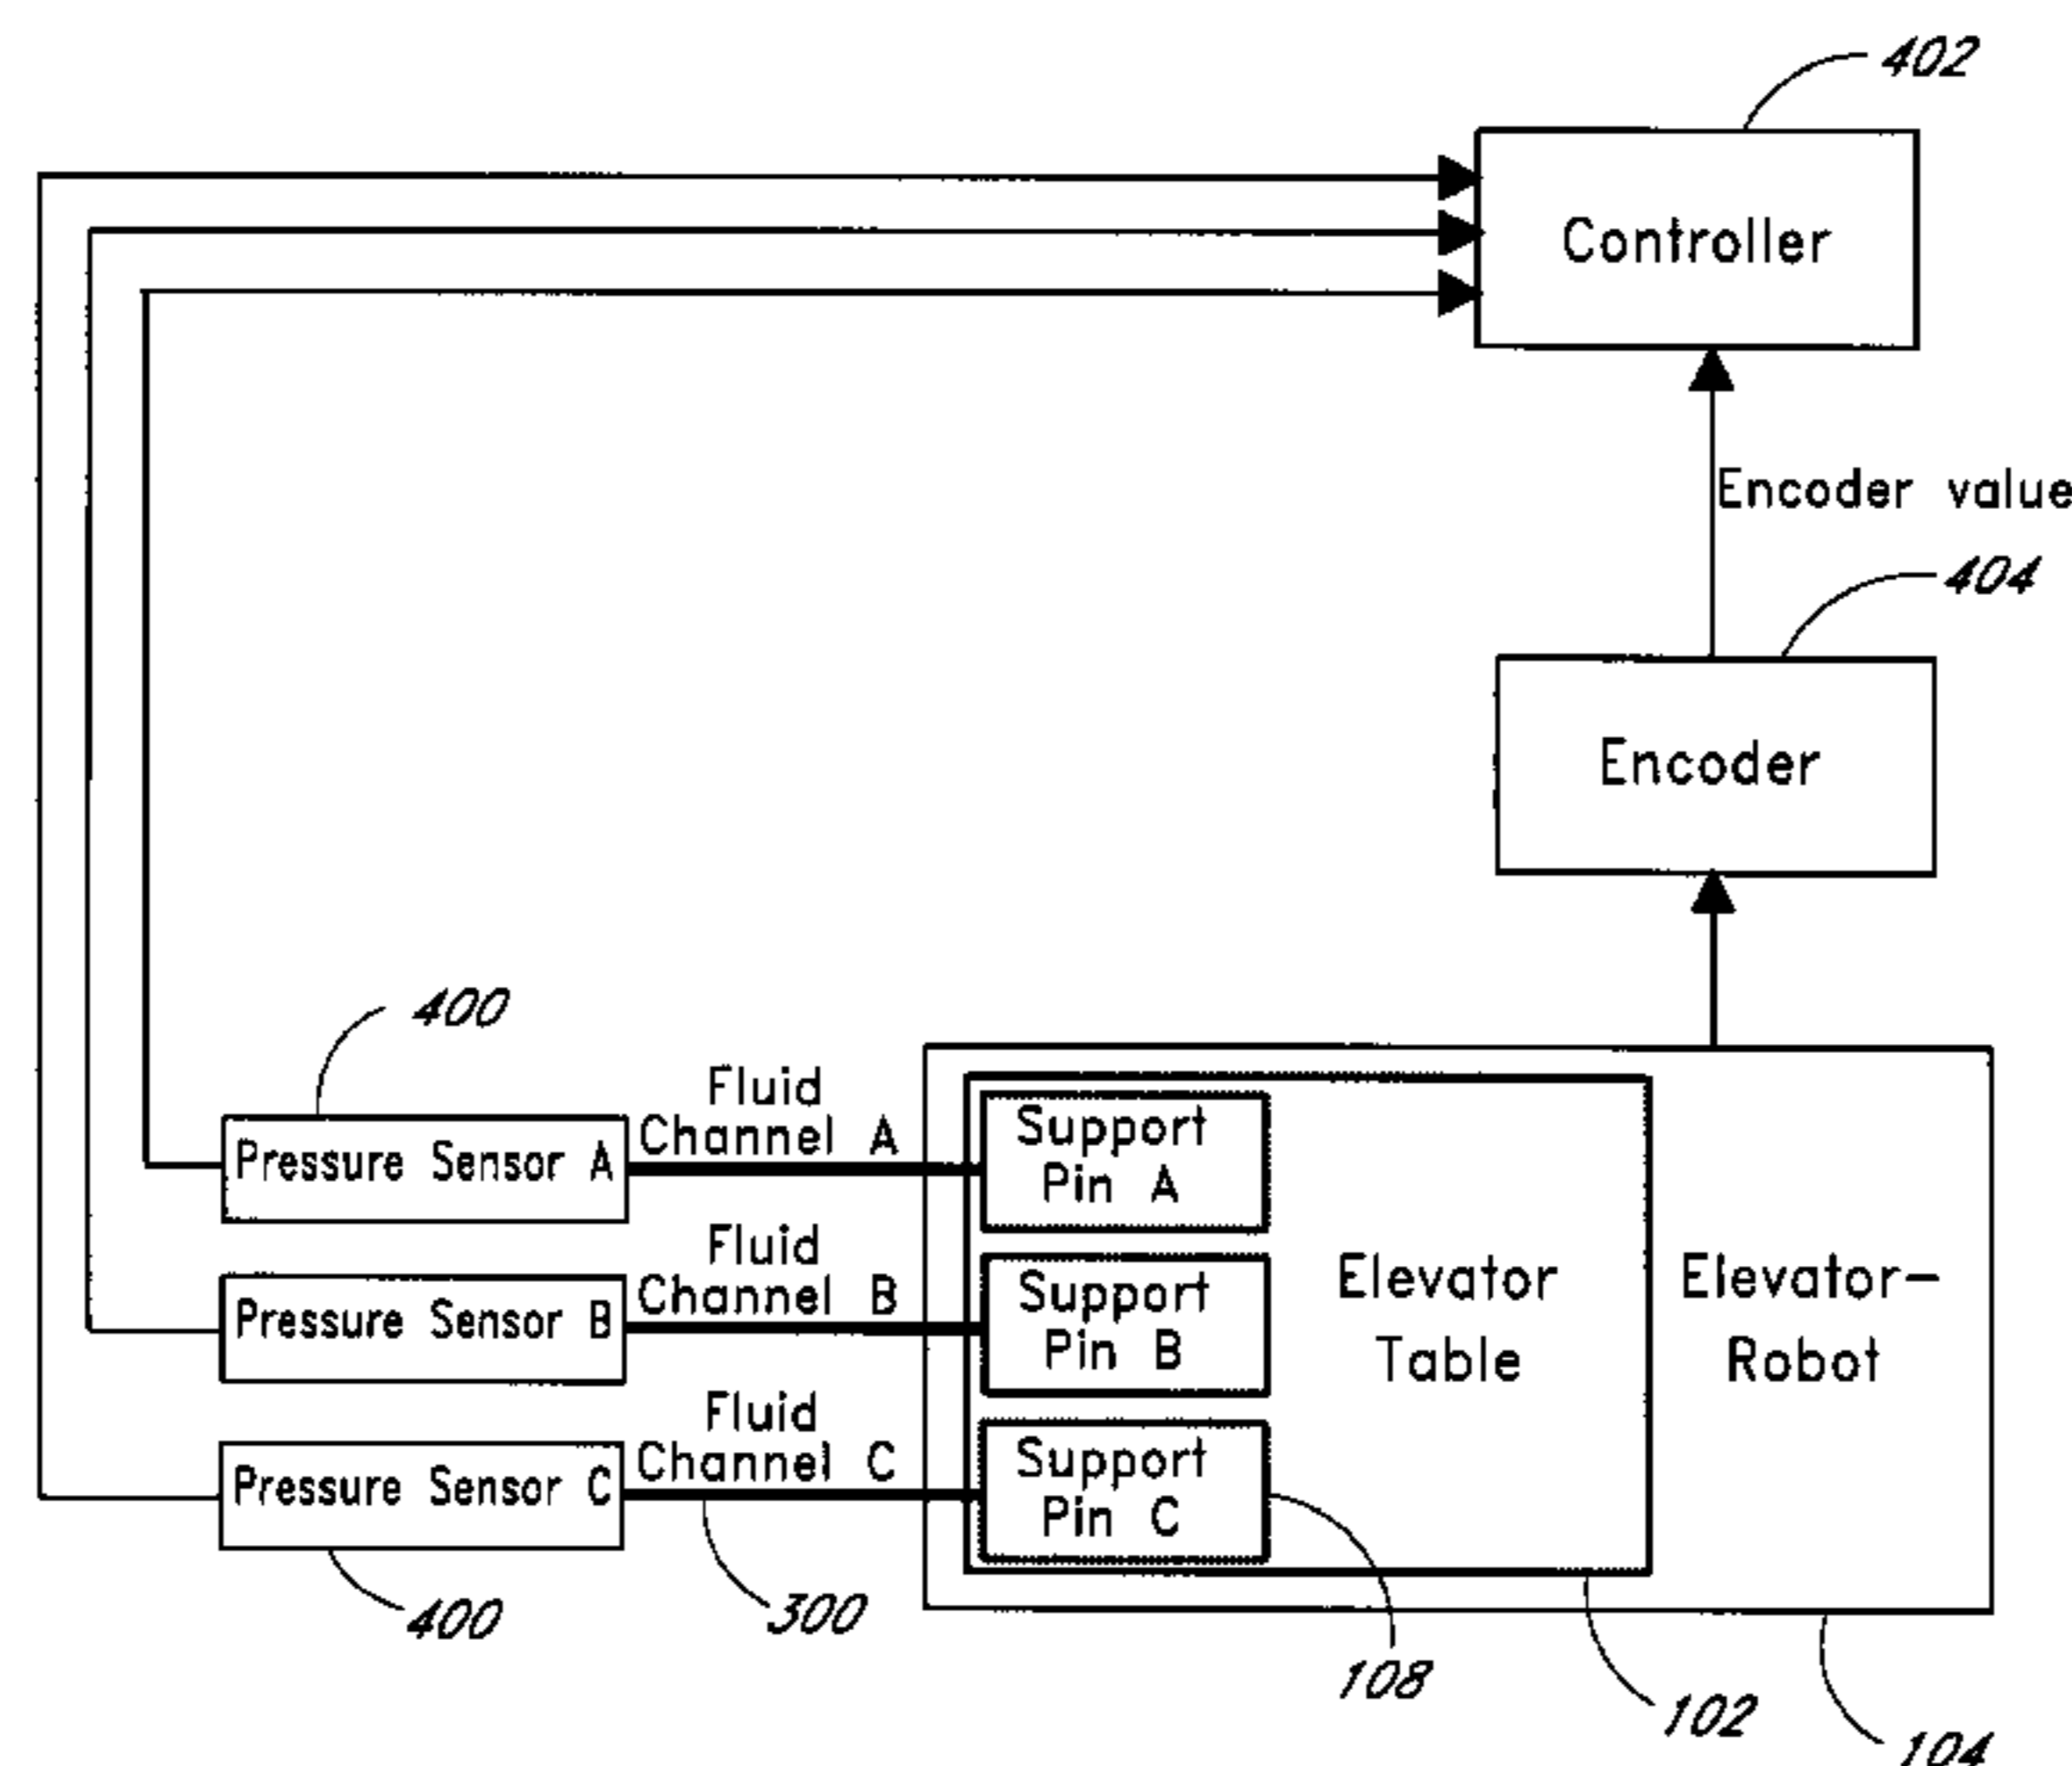 402
Controller
Encoder value
404
Encoder
400
Fluid
Channel A
Pressure Sensor A
Support
Pin A
Fluid
Channel B
Pressure Sensor B
Support
Pin B
Elevator
Table
Elevator-
Robot
Fluid
Channel C
Pressure Sensor C
Support
Pin C
400
300
108
102
104